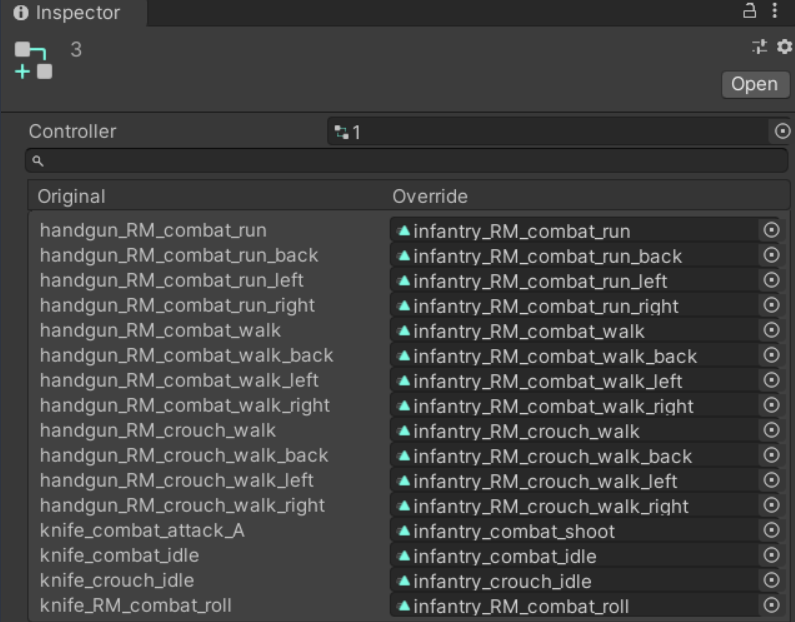 Inspector
3
Open
Controller 1
Original Override
handgun_RM_combat_run infantry_RM_combat_run
handgun_RM_combat_run_back infantry_RM_combat_run_back
handgun_RM_combat_run_left infantry_RM_combat_run_left
handgun_RM_combat_run_right infantry_RM_combat_run_right
handgun_RM_combat_walk infantry_RM_combat_walk
handgun_RM_combat_walk_back infantry_RM_combat_walk_back
handgun_RM_combat_walk_left infantry_RM_combat_walk_left
handgun_RM_combat_walk_right infantry_RM_combat_walk_right
handgun_RM_crouch_walk infantry_RM_crouch_walk
handgun_RM_crouch_walk_back infantry_RM_crouch_walk_back
handgun_RM_crouch_walk_left infantry_RM_crouch_walk_left
handgun_RM_crouch_walk_right infantry_RM_crouch_walk_right
knife_combat_attack_A infantry_combat_shoot
knife_combat_idle infantry_combat_idle
knife_crouch_idle infantry_crouch_idle
knife_RM_combat_roll infantry_RM_combat_roll